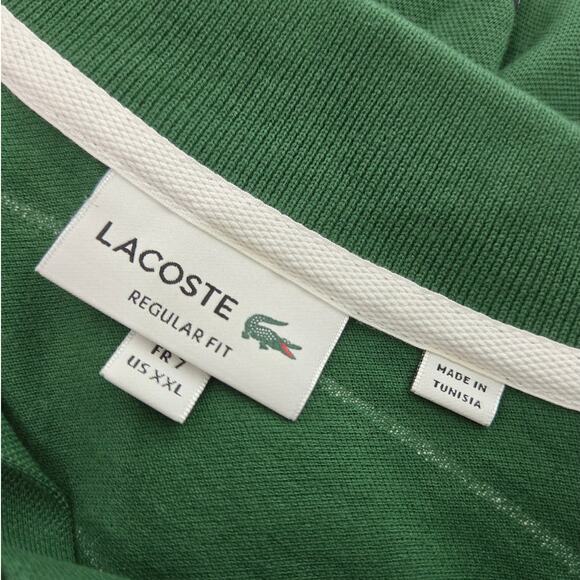 LACOSTE
REGULAR FIT
FR 7
US XXL
MADE IN
TUNISIA